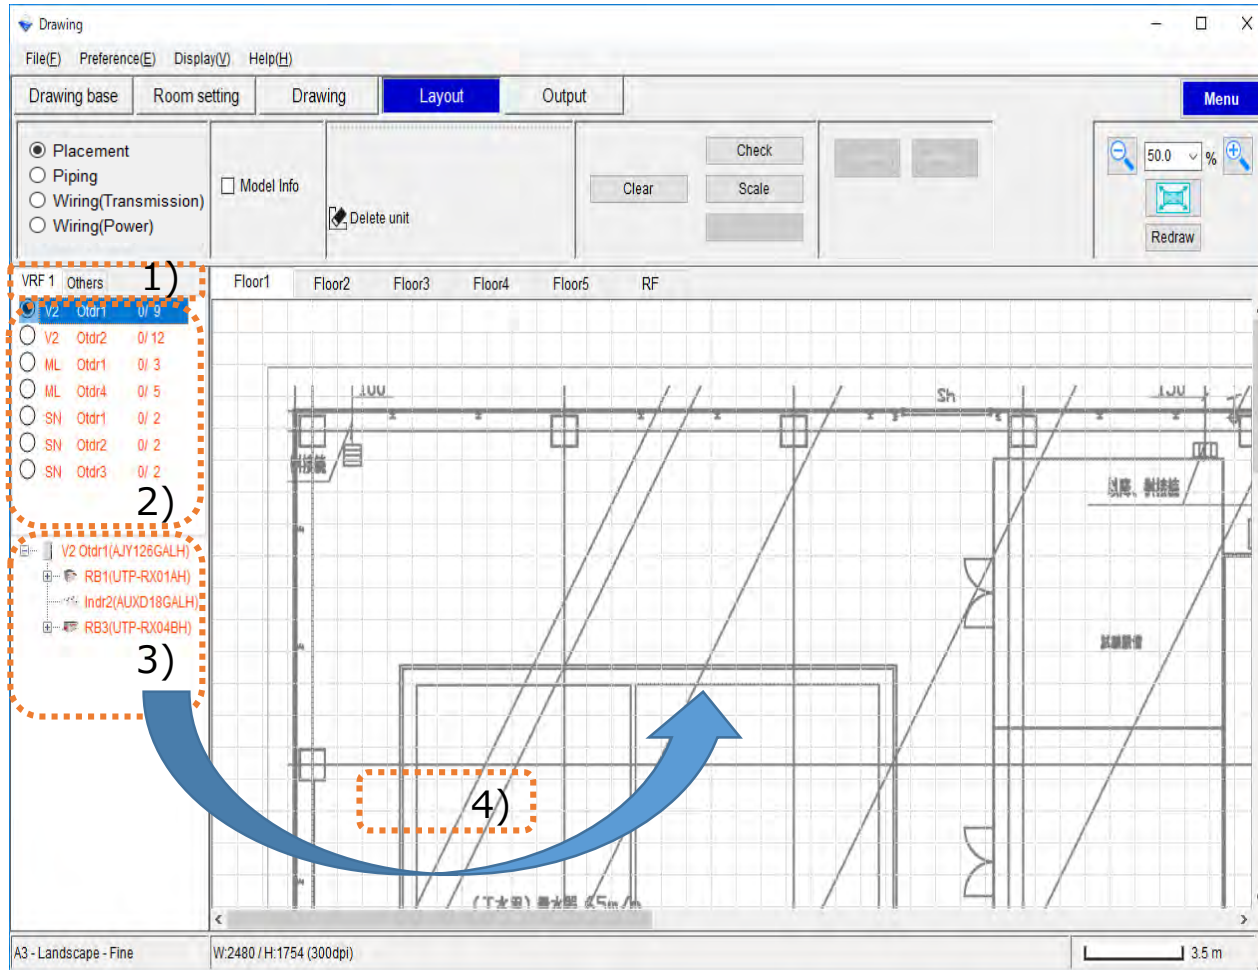 Drawing
File(F) Preference(E) Display(V) Help(H)
Drawing base Room setting Drawing Layout Output Menu
Placement
Piping
Wiring(Transmission)
Wiring(Power)
Model Info
Delete unit
Clear
Check
Scale
50.0 %
Redraw
VRF 1 Others 1)
Floor1 Floor2 Floor3 Floor4 Floor5 RF
V2 Otdr1 0/ 9
V2 Otdr2 0/ 12
ML Otdr1 0/ 3
ML Otdr4 0/ 5
SN Otdr1 0/ 2
SN Otdr2 0/ 2
SN Otdr3 0/ 2
2)
V2 Otdr1(AJY126GALH)
RB1(UTP-RX01AH)
Indr2(AUXD18GALH)
RB3(UTP-RX04BH)
3)
4)
A3 - Landscape - Fine W:2480 / H:1754 (300dpi) 3.5 m